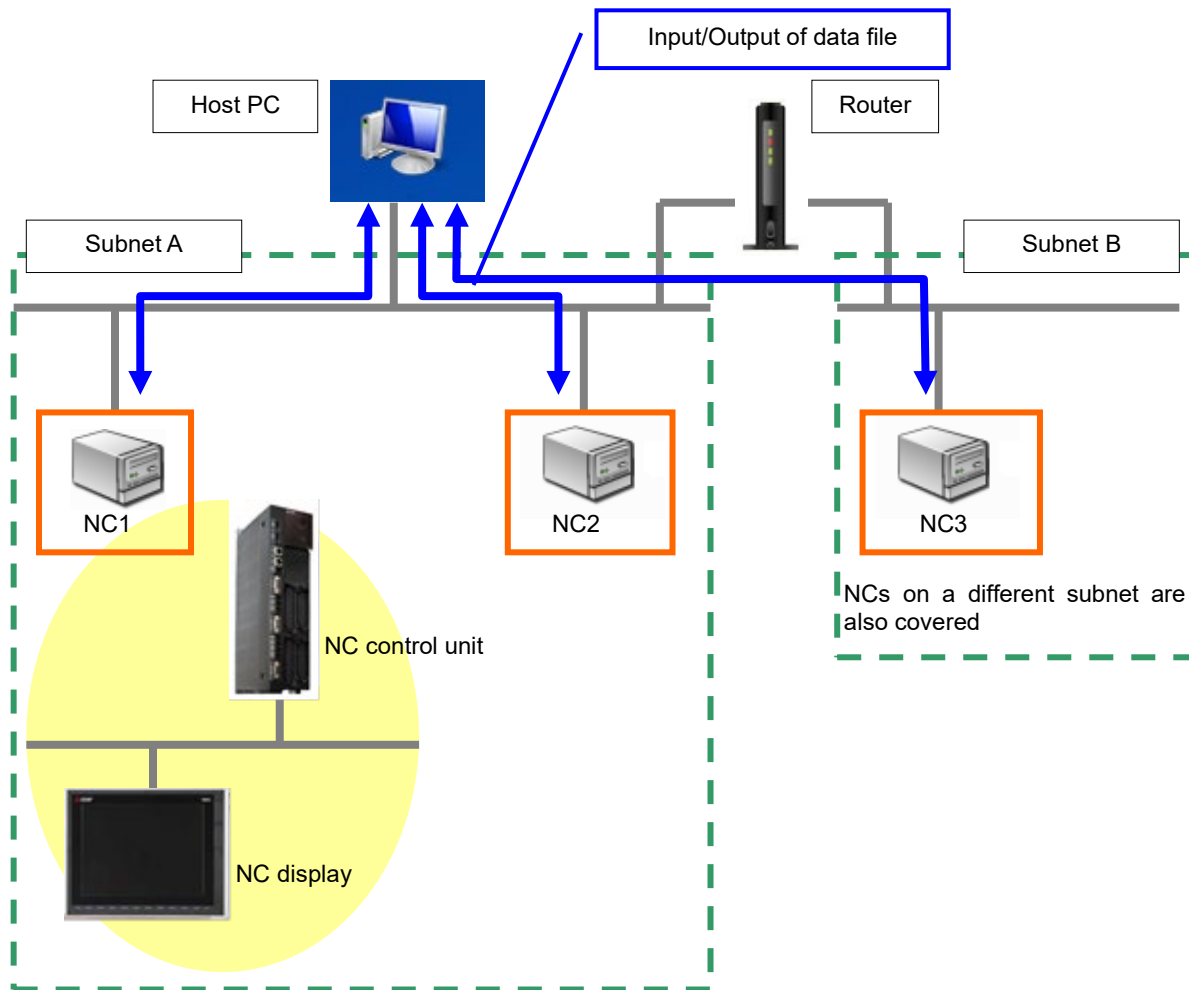 Input/Output of data file
Host PC
Router
Subnet A
Subnet B
NC1
NC2
NC3
NCs on a different subnet are
also covered
NC control unit
NC display